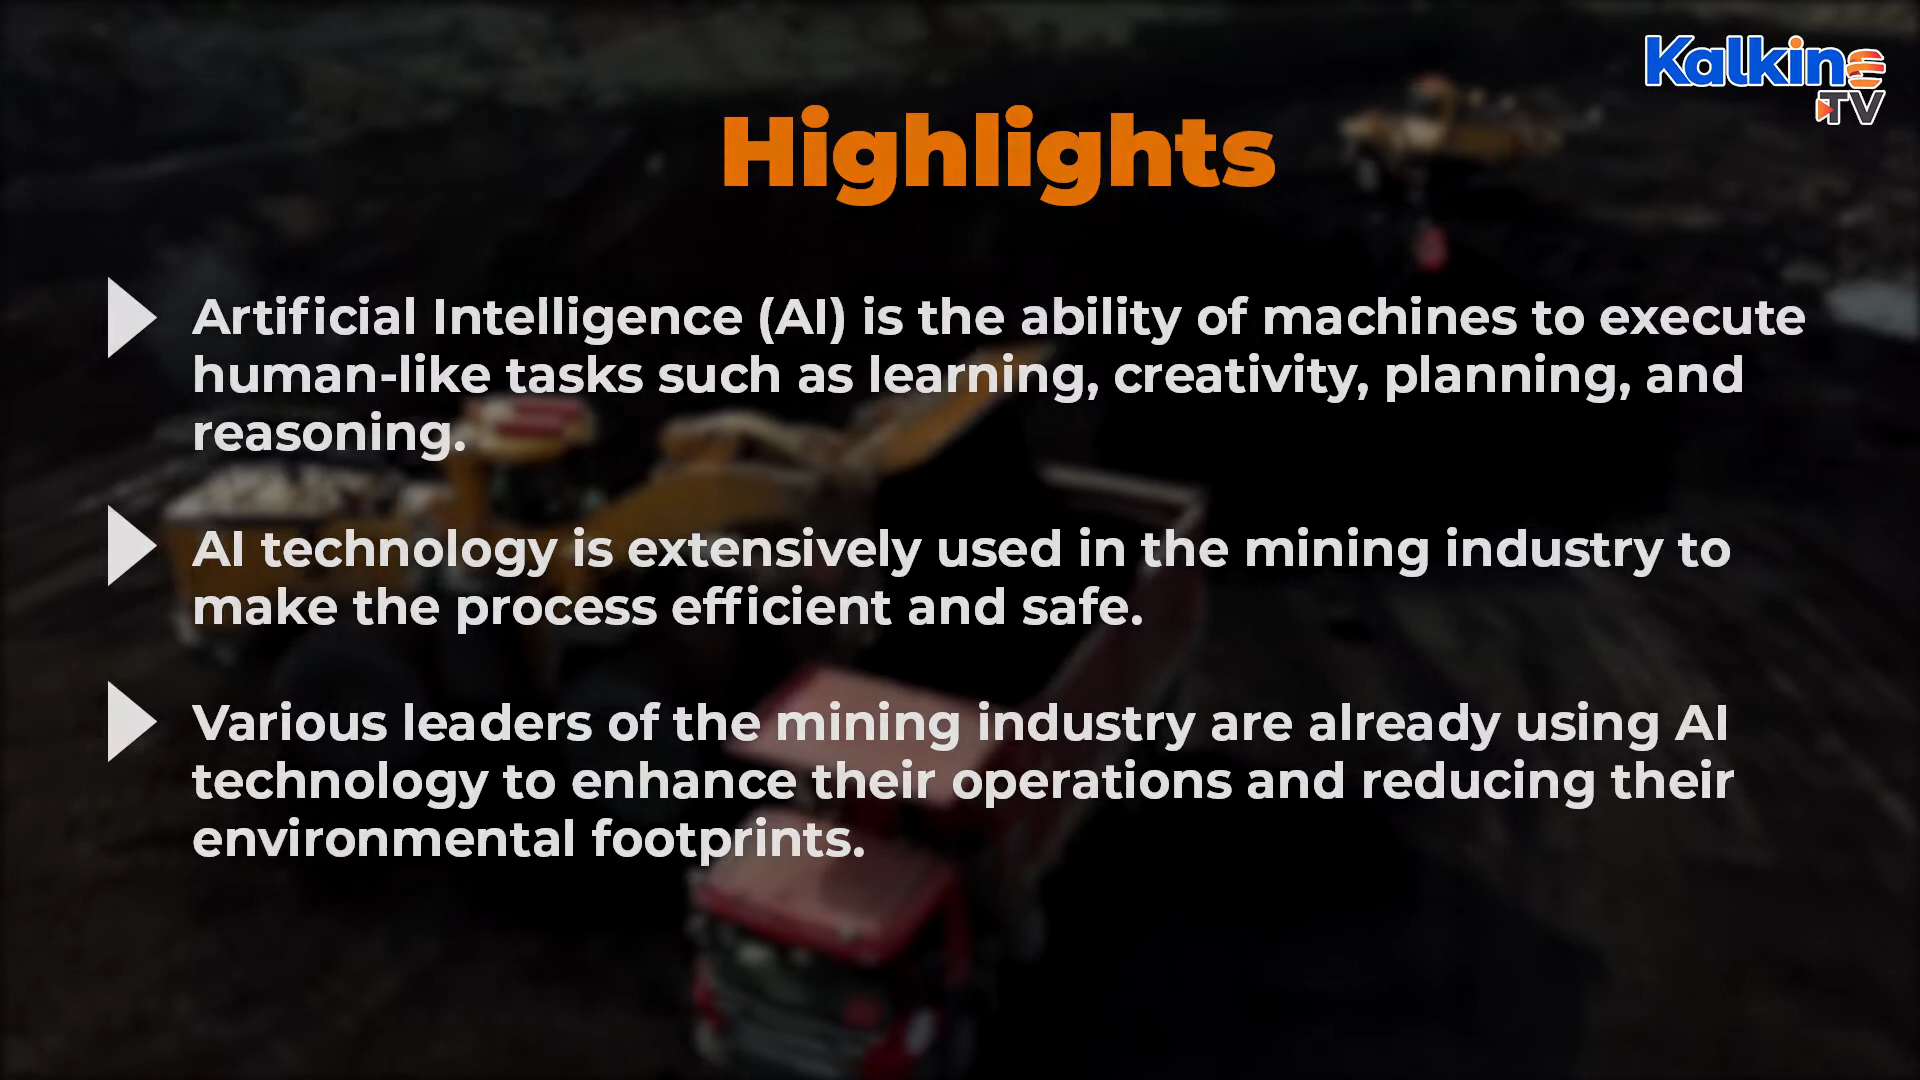 Kalkine
TV
Highlights
Artificial Intelligence (AI) is the ability of machines to execute
human-like tasks such as learning, creativity, planning, and
reasoning.
AI technology is extensively used in the mining industry to
make the process efficient and safe.
Various leaders of the mining industry are already using AI
technology to enhance their operations and reducing their
environmental footprints.